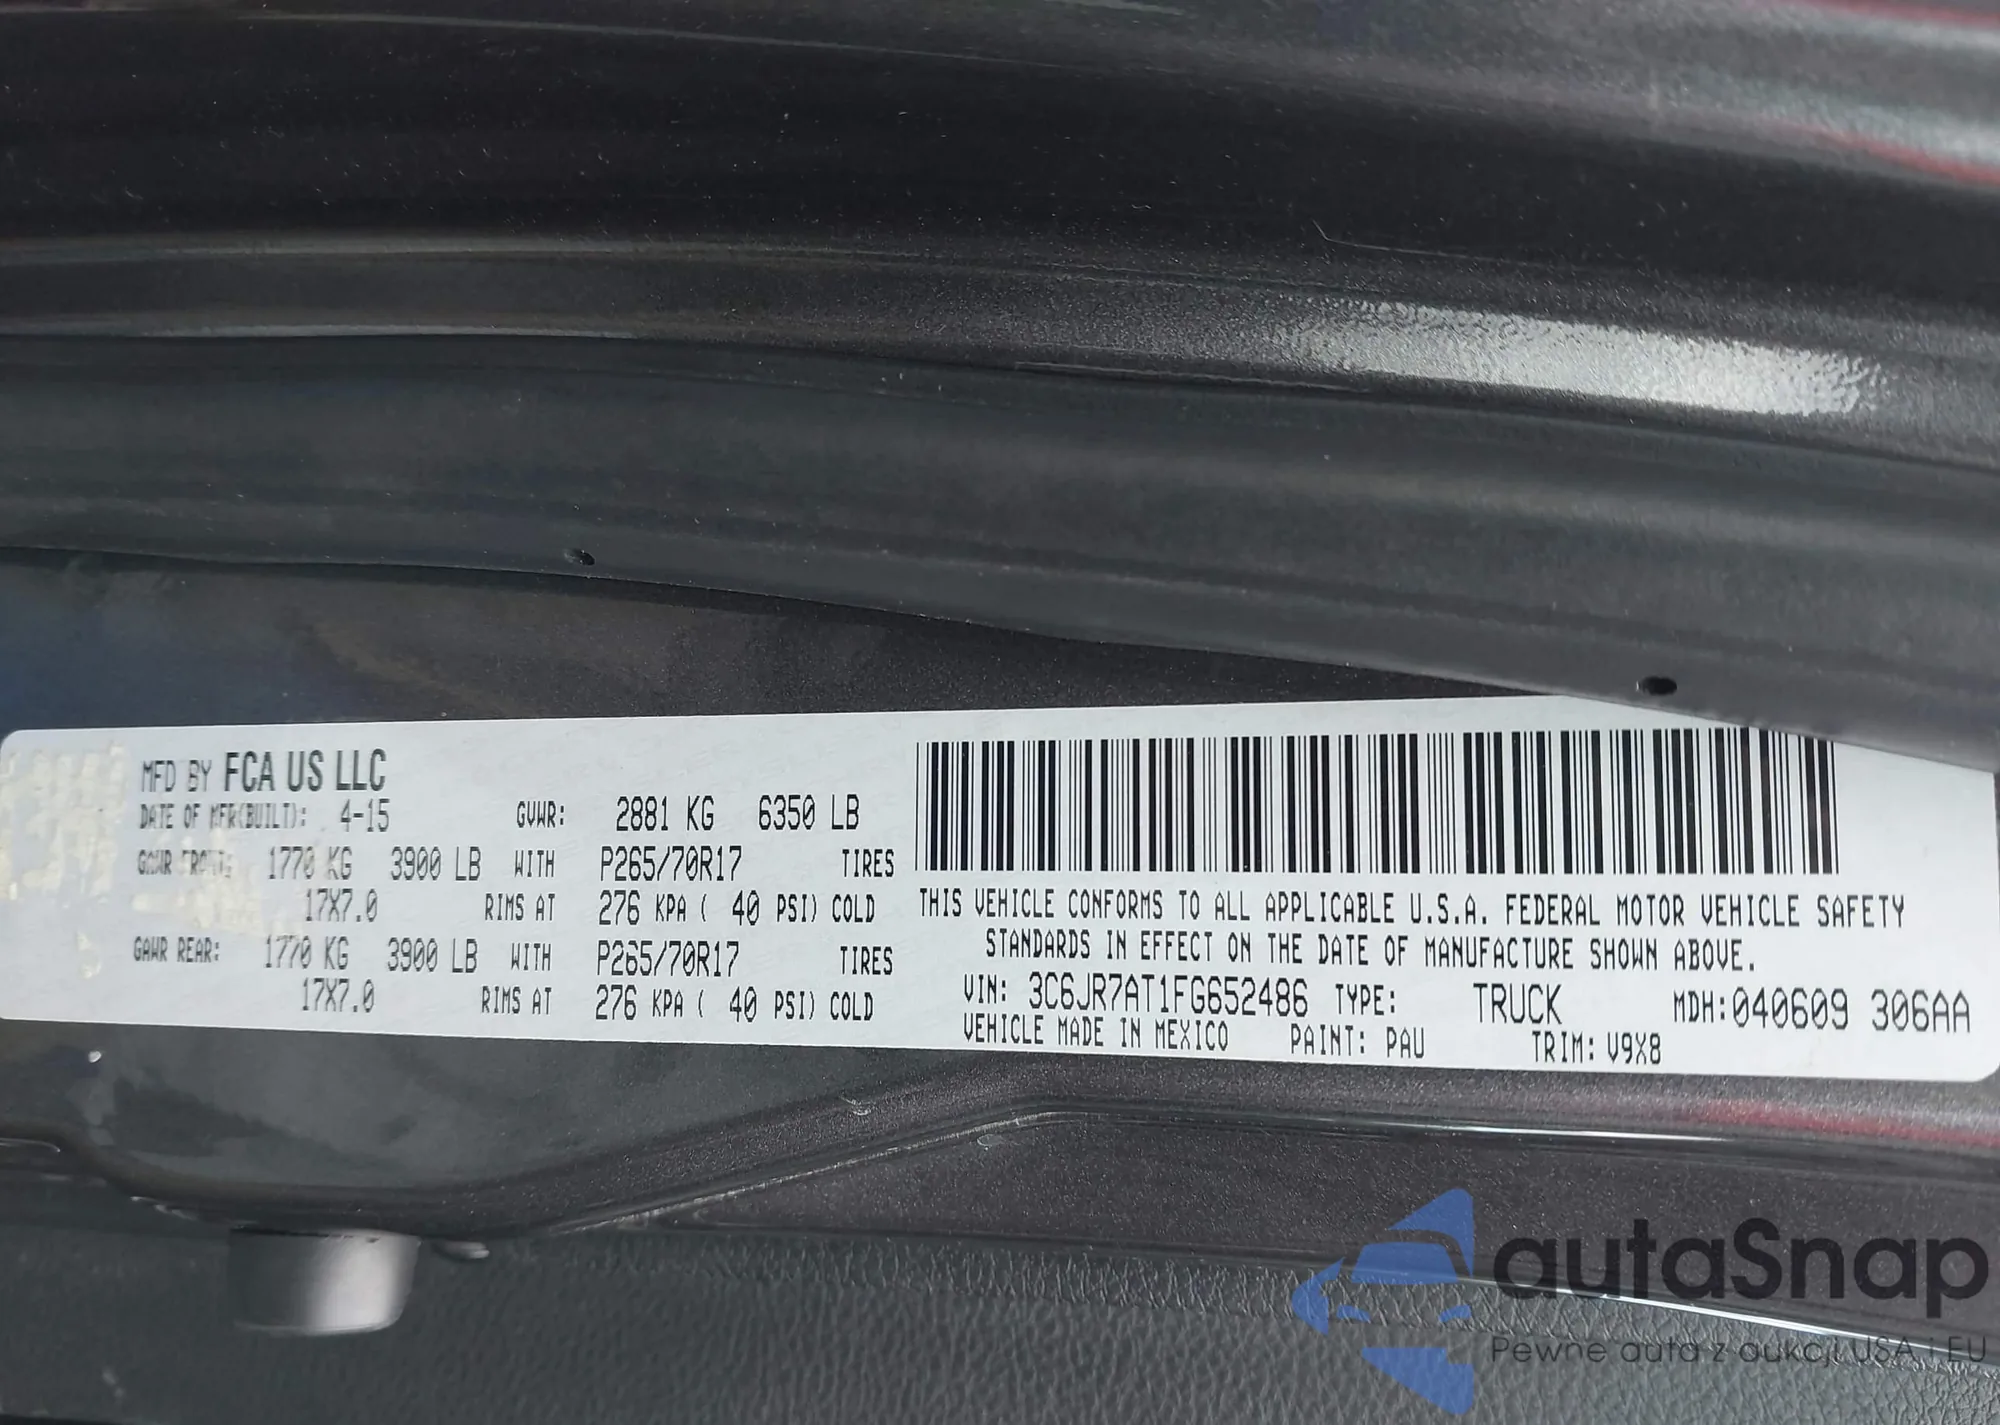 MFD BY FCA US LLC
DATE OF MFR(BUILT): 4-15 GVWR: 2881 KG 6350 LB
GAWR FRONT: 1770 KG 3900 LB WITH P265/70R17 TIRES
17X7.0 RIMS AT 276 KPA ( 40 PSI) COLD
GAWR REAR: 1770 KG 3900 LB WITH P265/70R17 TIRES
17X7.0 RIMS AT 276 KPA ( 40 PSI) COLD
THIS VEHICLE CONFORMS TO ALL APPLICABLE U.S.A. FEDERAL MOTOR VEHICLE SAFETY
STANDARDS IN EFFECT ON THE DATE OF MANUFACTURE SHOWN ABOVE.
VIN: 3C6JR7AT1FG652486 TYPE: TRUCK MDH:040609 306AA
VEHICLE MADE IN MEXICO PAINT: PAU TRIM: V9X8
autaSnap
Pewne auta z aukcji USA i EU